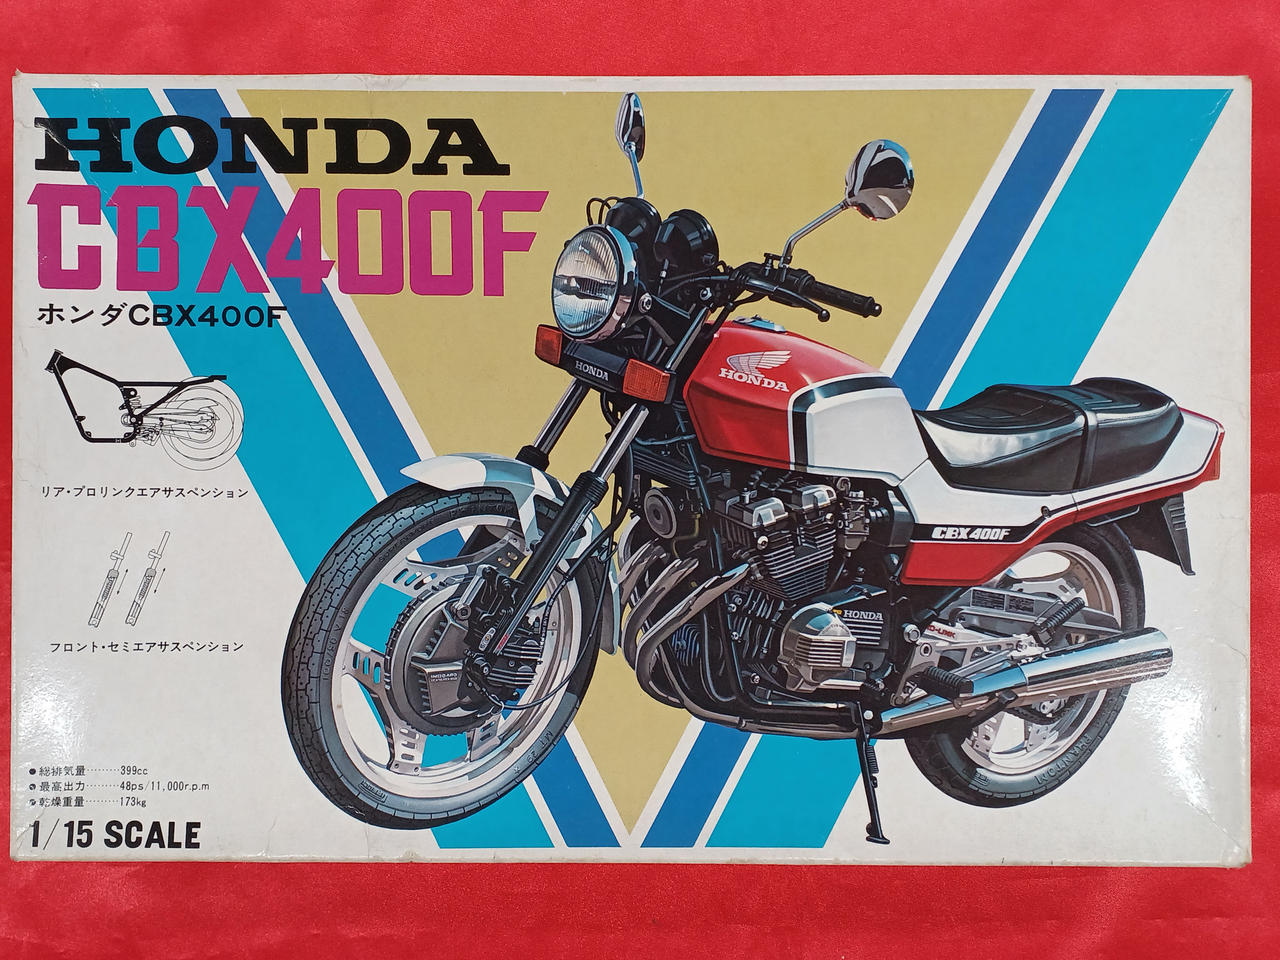 HONDA
CBX400F
ホンダCBX400F
リア・プロリンクエアサスペンション
フロント・セミエアサスペンション
●総排気量………399cc
●最高出力………48ps/11,000r.p.m
●乾燥重量………173kg
1/15 SCALE
HONDA
HONDA
CBX400F
HONDA
PHANTOM